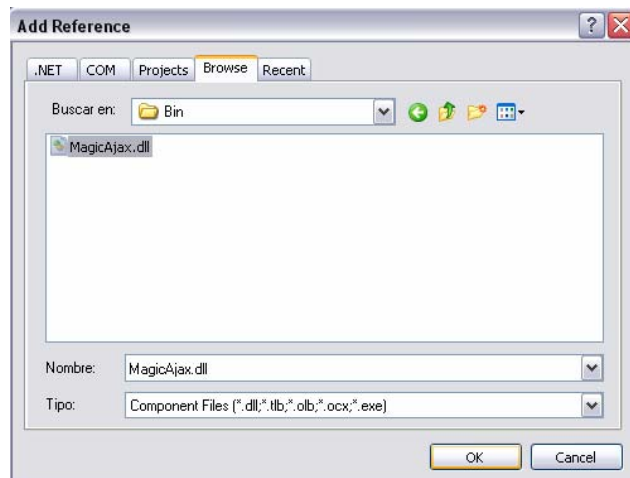 Add Reference
.NET COM Projects Browse Recent
Buscar en: Bin
MagicAjax.dll
Nombre: MagicAjax.dll
Tipo: Component Files (*.dll;*.tlb;*.olb;*.ocx;*.exe)
OK Cancel